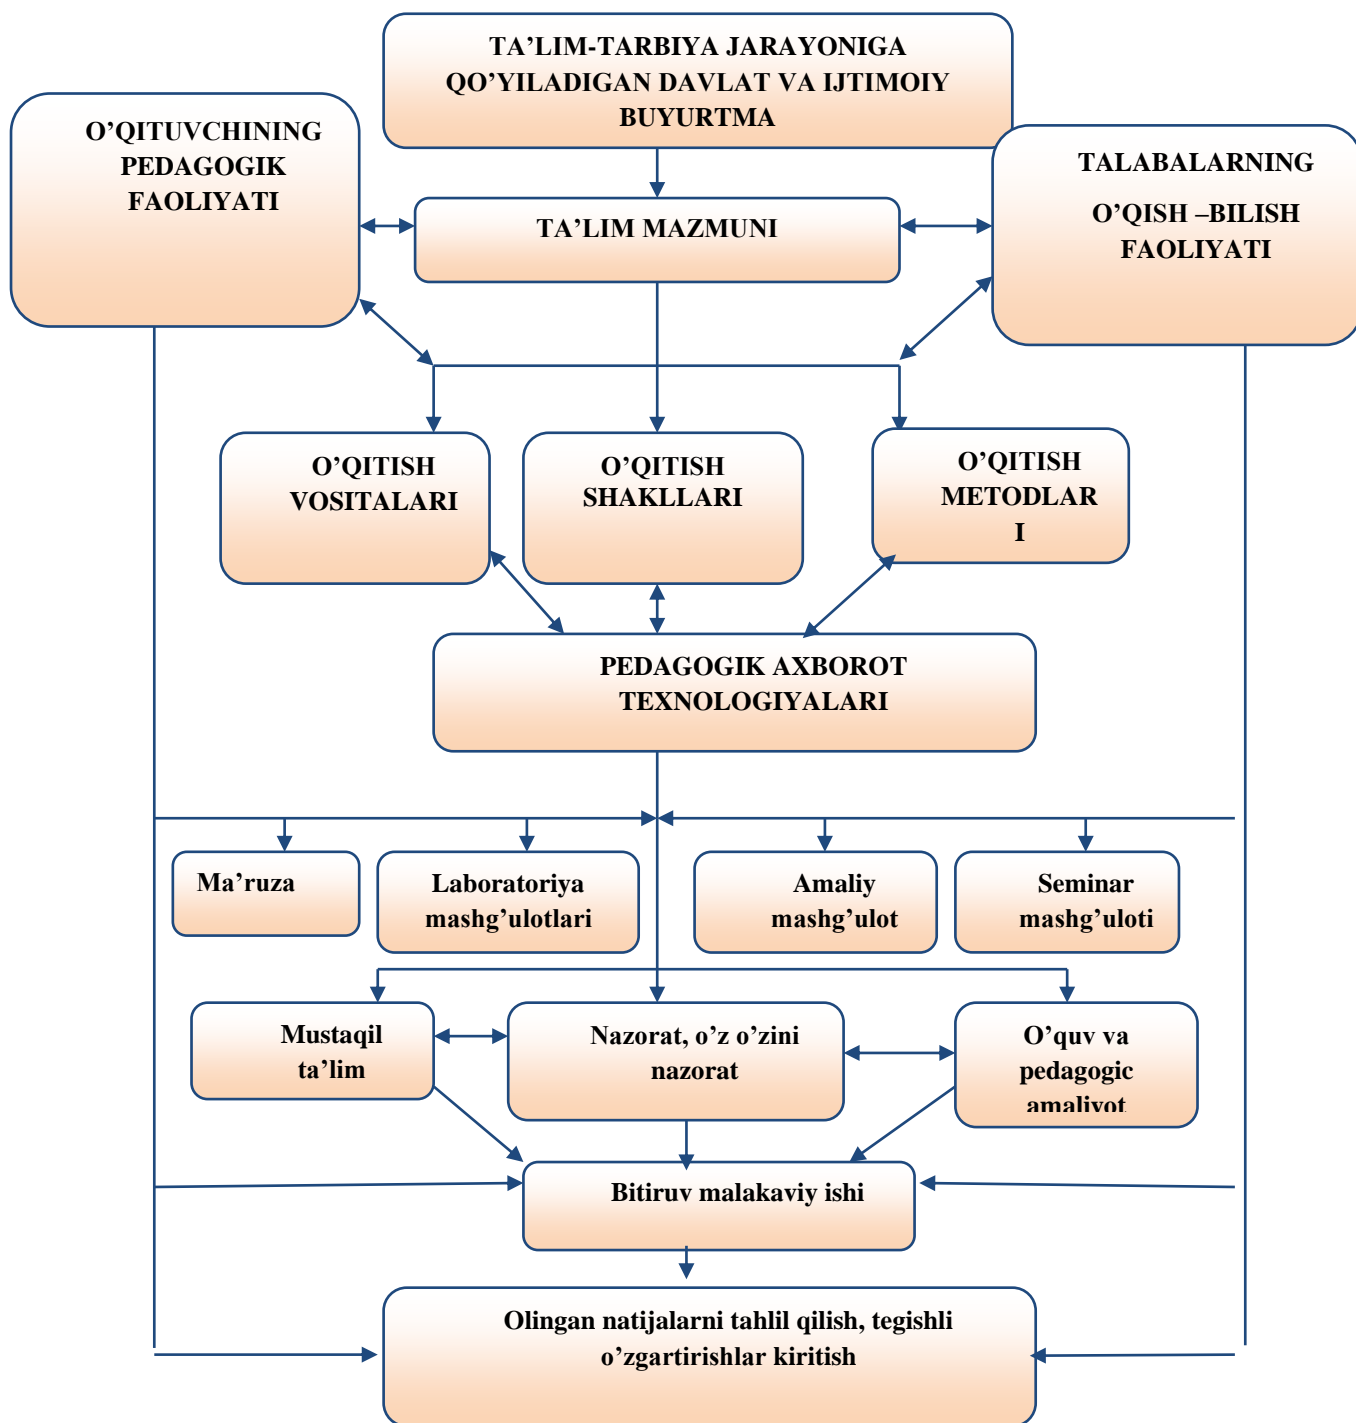 TA’LIM-TARBIYA JARAYONIGA
QO’YILADIGAN DAVLAT VA IJTIMOIY
BUYURTMA
O’QITUVCHINING
PEDAGOGIK
FAOLIYATI
TALABALARNING
O’QISH –BILISH
FAOLIYATI
TA’LIM MAZMUNI
O’QITISH
VOSITALARI
O’QITISH
SHAKLLARI
O’QITISH
METODLAR
I
PEDAGOGIK AXBOROT
TEXNOLOGIYALARI
Ma’ruza
Laboratoriya
mashg’ulotlari
Amaliy
mashg’ulot
Seminar
mashg’uloti
Mustaqil
ta’lim
Nazorat, o’z o’zini
nazorat
O’quv va
pedagogic
amaliyot
Bitiruv malakaviy ishi
Olingan natijalarni tahlil qilish, tegishli
o’zgartirishlar kiritish